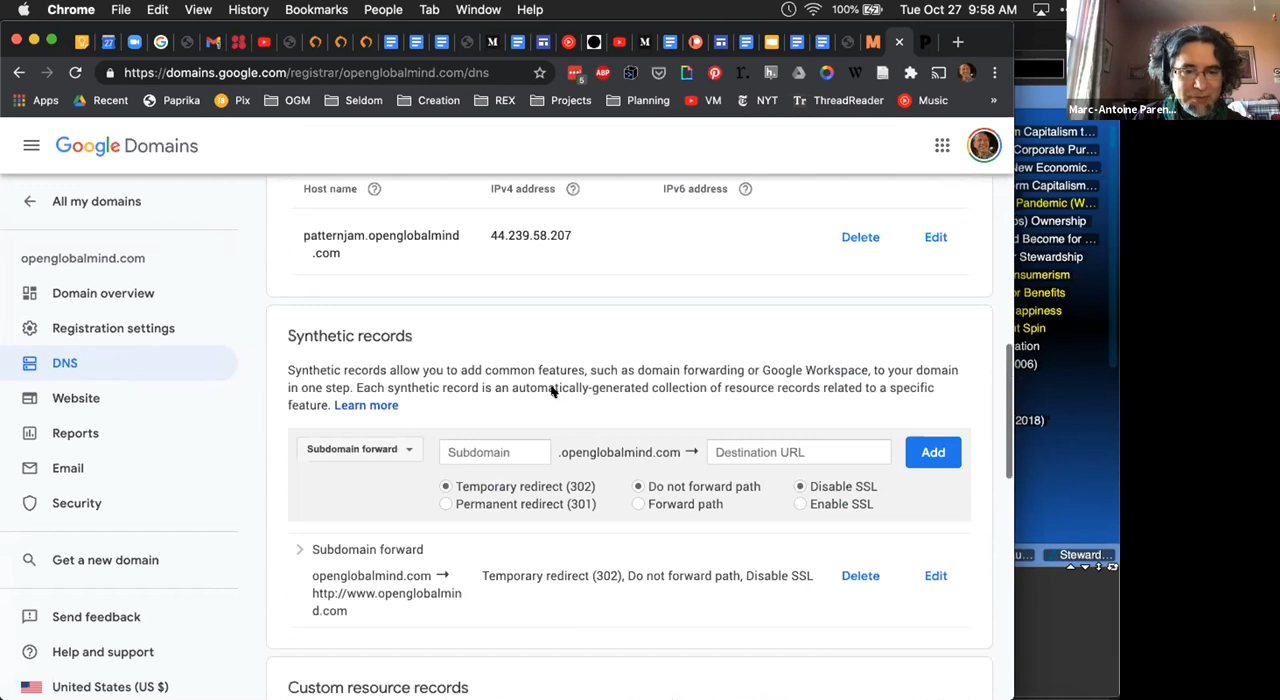 Chrome File Edit View History Bookmarks People Tab Window Help 100% Tue Oct 27 9:58 AM
https://domains.google.com/registrar/openglobalmind.com/dns
Apps Recent Paprika Pix OGM Seldom Creation REX Projects Planning VM NYT ThreadReader Music »
Marc-Antoine Paren...
Google Domains
All my domains
openglobalmind.com
Domain overview
Registration settings
DNS
Website
Reports
Email
Security
Get a new domain
Send feedback
Help and support
United States (US $)
Host name ? IPv4 address ? IPv6 address ?
patternjam.openglobalmind 44.239.58.207 Delete Edit
.com
Synthetic records
Synthetic records allow you to add common features, such as domain forwarding or Google Workspace, to your domain
in one step. Each synthetic record is an automatically-generated collection of resource records related to a specific
feature. Learn more
Subdomain forward Subdomain .openglobalmind.com → Destination URL Add
Temporary redirect (302) Do not forward path Disable SSL
Permanent redirect (301) Forward path Enable SSL
Subdomain forward
openglobalmind.com → Temporary redirect (302), Do not forward path, Disable SSL Delete Edit
http://www.openglobalmin
d.com
Custom resource records
m Capitalism t...
Corporate Pur...
New Economic...
rm Capitalism...
Pandemic (W...
os) Ownership
d Become for ...
r Stewardship
nsumerism
or Benefits
appiness
t Spin
ation
006)
2018)
u... Steward...